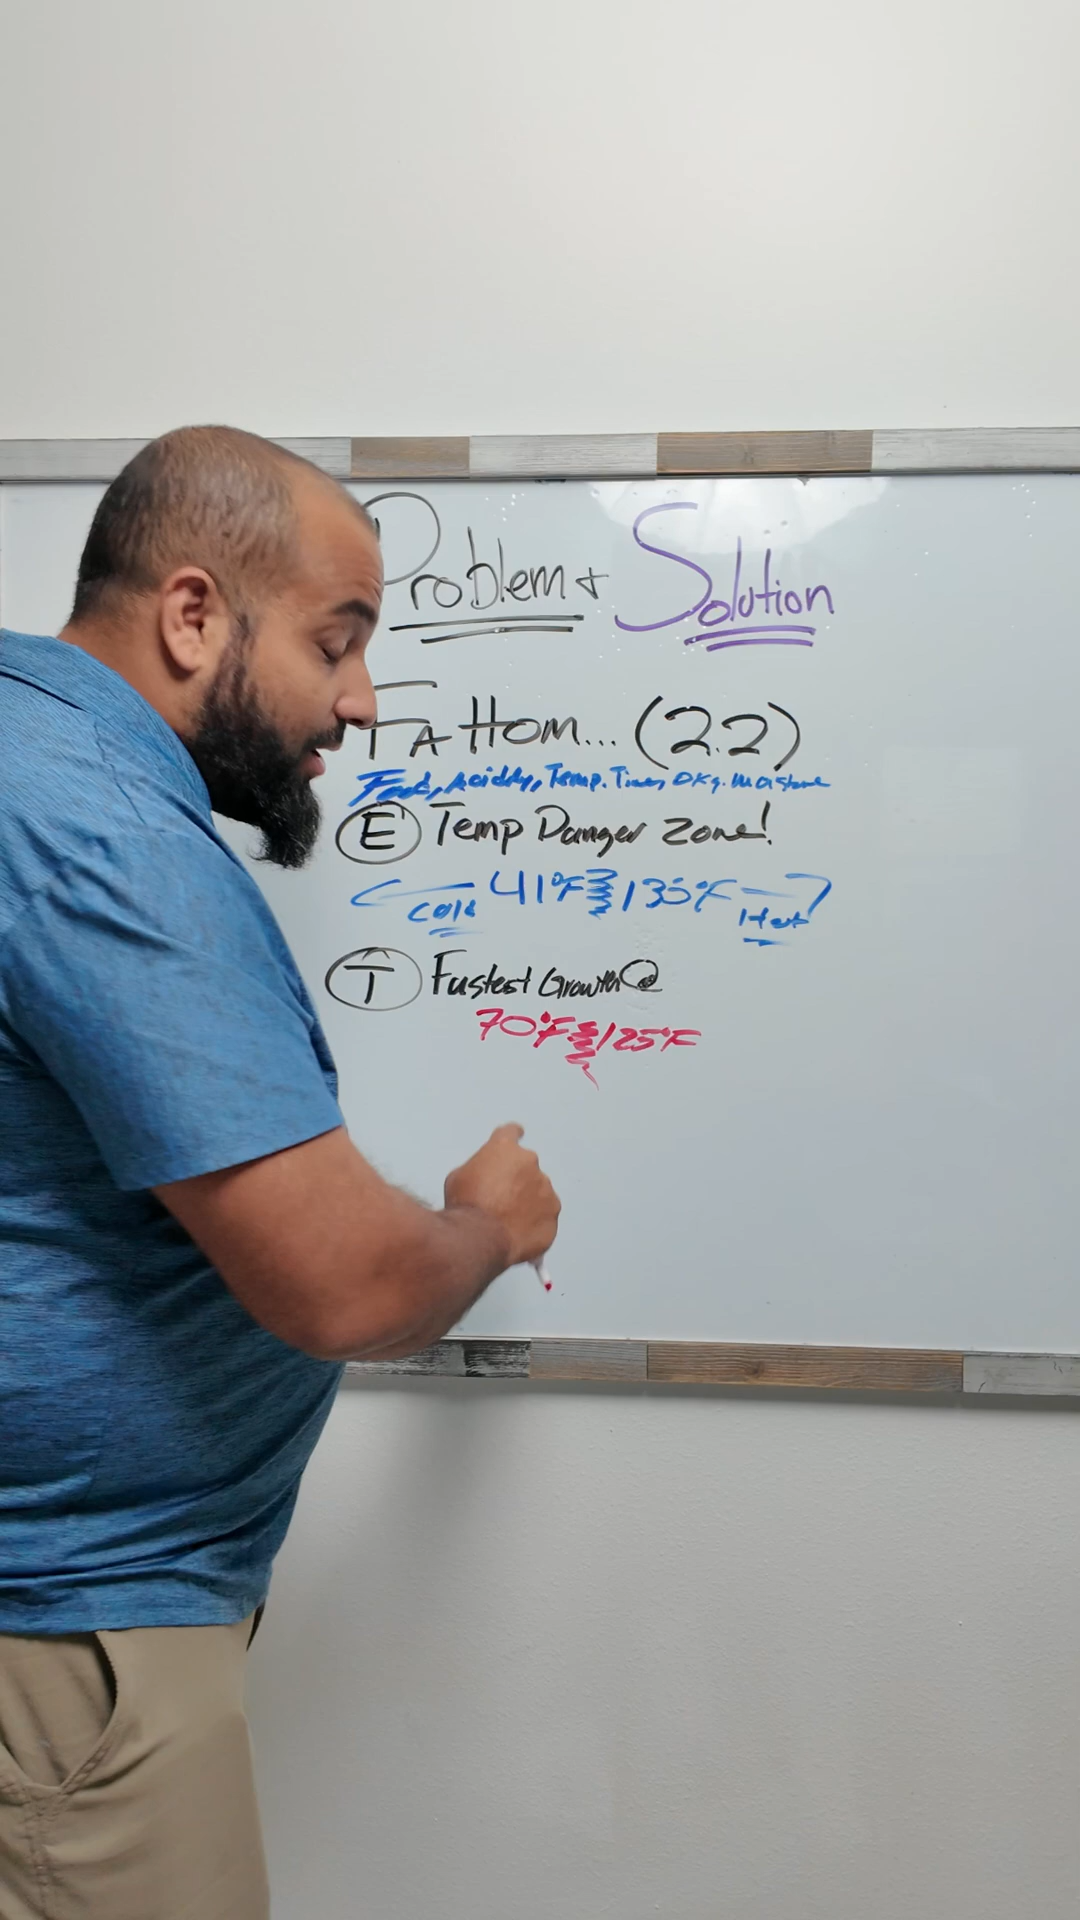 Problem + Solution
FATTOM... (2.2)
Food, Acidity, Temp. Time, Oxy. Moisture
E Temp Danger Zone!
Cold 41°F 135°F Hot
T Fastest Growth @
70°F 125°F